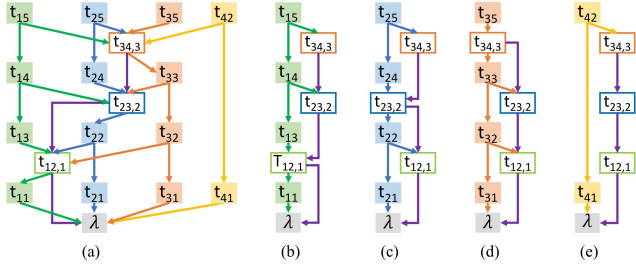 t15 t25 t35 t42 t15 t25 t35 t42
t34,3 t34,3 t34,3 t34,3 t34,3
t14 t24 t33 t14 t24 t33
t23,2 t23,2 t23,2 t23,2 t23,2
t13 t22 t32 t13 t22 t32
t12,1 T12,1 t12,1 t12,1 t12,1
t11 t21 t31 t41 t11 t21 t31 t41
λ λ λ λ λ
(a) (b) (c) (d) (e)